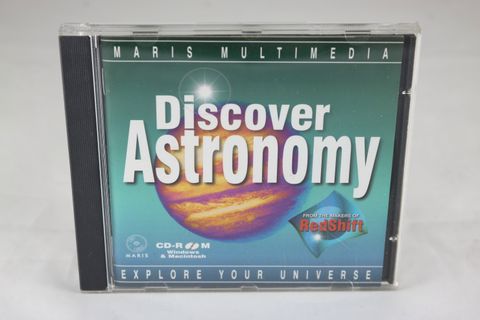 MARIS MULTIMEDIA
Discover
Astronomy
FROM THE MAKERS OF
RedShift
MARIS
CD-ROM
Windows
& Macintosh
EXPLORE YOUR UNIVERSE